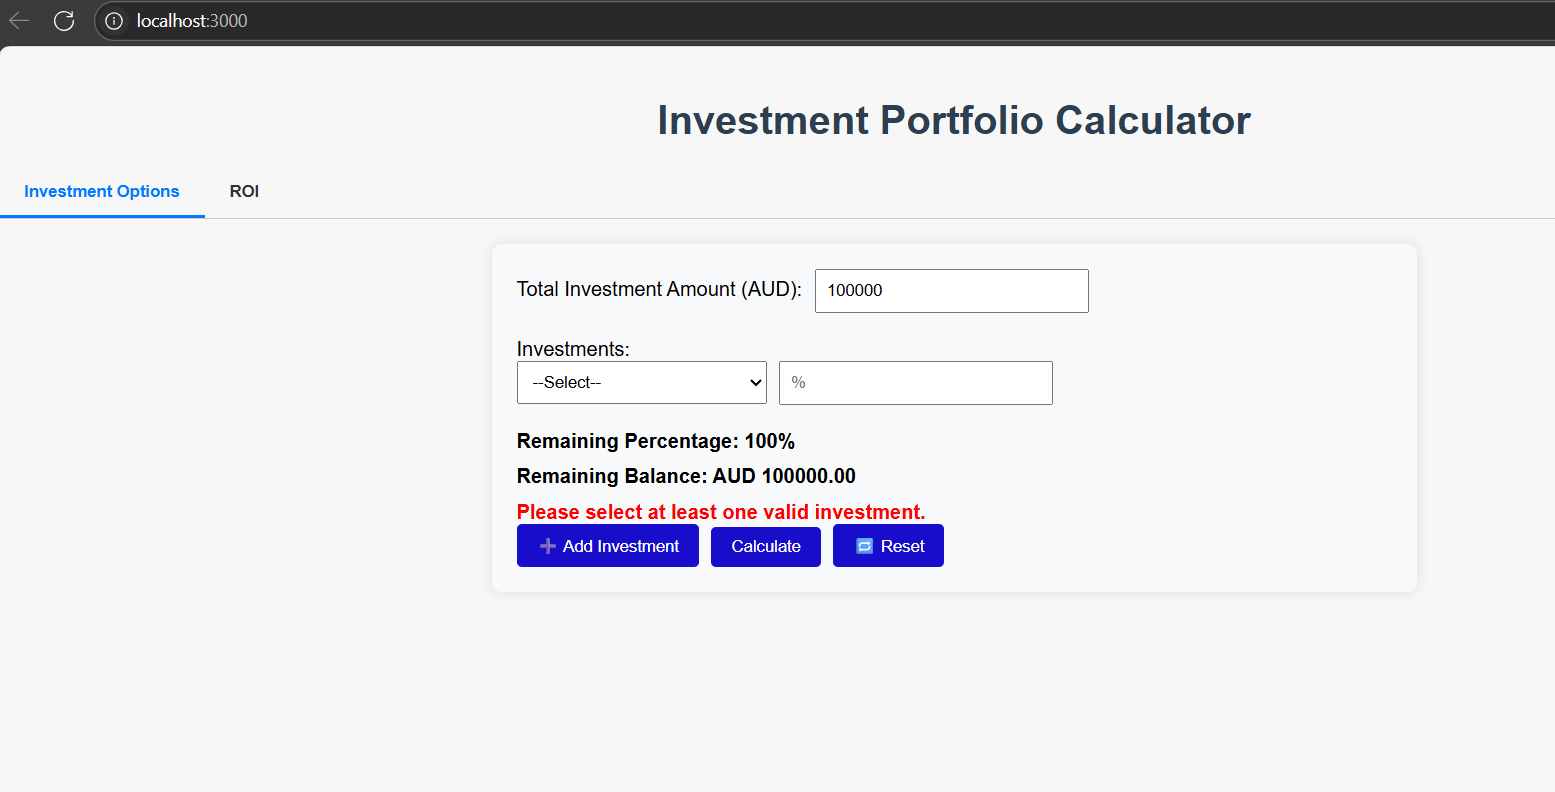 localhost:3000
Investment Portfolio Calculator
Investment Options ROI
Total Investment Amount (AUD): 100000
Investments:
--Select-- %
Remaining Percentage: 100%
Remaining Balance: AUD 100000.00
Please select at least one valid investment.
➕ Add Investment Calculate 🔁 Reset